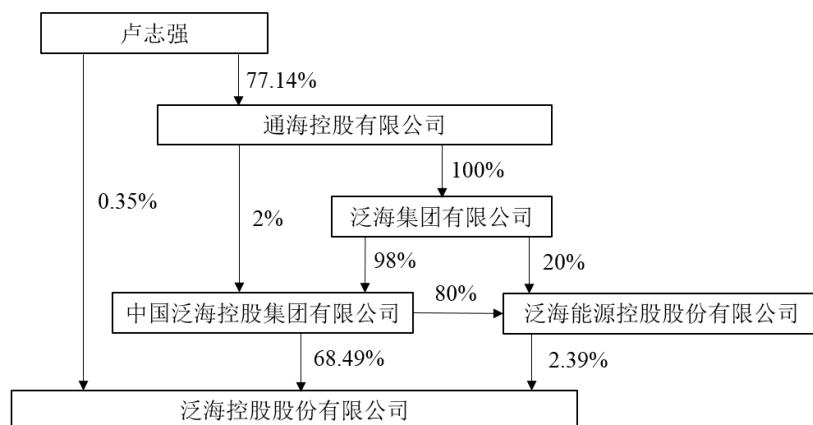 卢志强
77.14%
通海控股有限公司
100%
0.35%
泛海集团有限公司
2%
98%
20%
中国泛海控股集团有限公司
80%
泛海能源控股股份有限公司
68.49%
2.39%
泛海控股股份有限公司